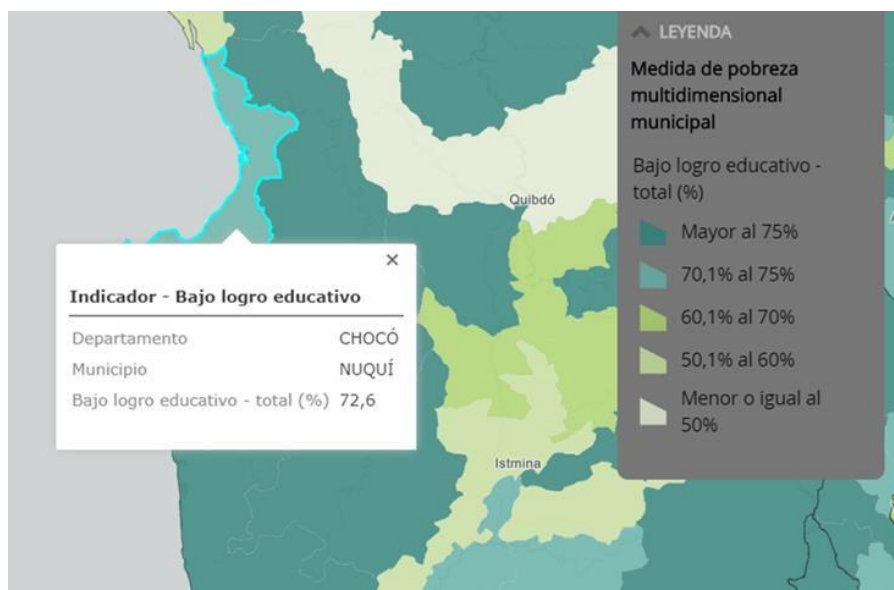 LEYENDA
Medida de pobreza
multidimensional
municipal
Bajo logro educativo -
total (%)
Mayor al 75%
70,1% al 75%
60,1% al 70%
50,1% al 60%
Menor o igual al
50%
Quibdó
Indicador - Bajo logro educativo
Departamento CHOCÓ
Municipio NUQUÍ
Bajo logro educativo - total (%) 72,6
Istmina